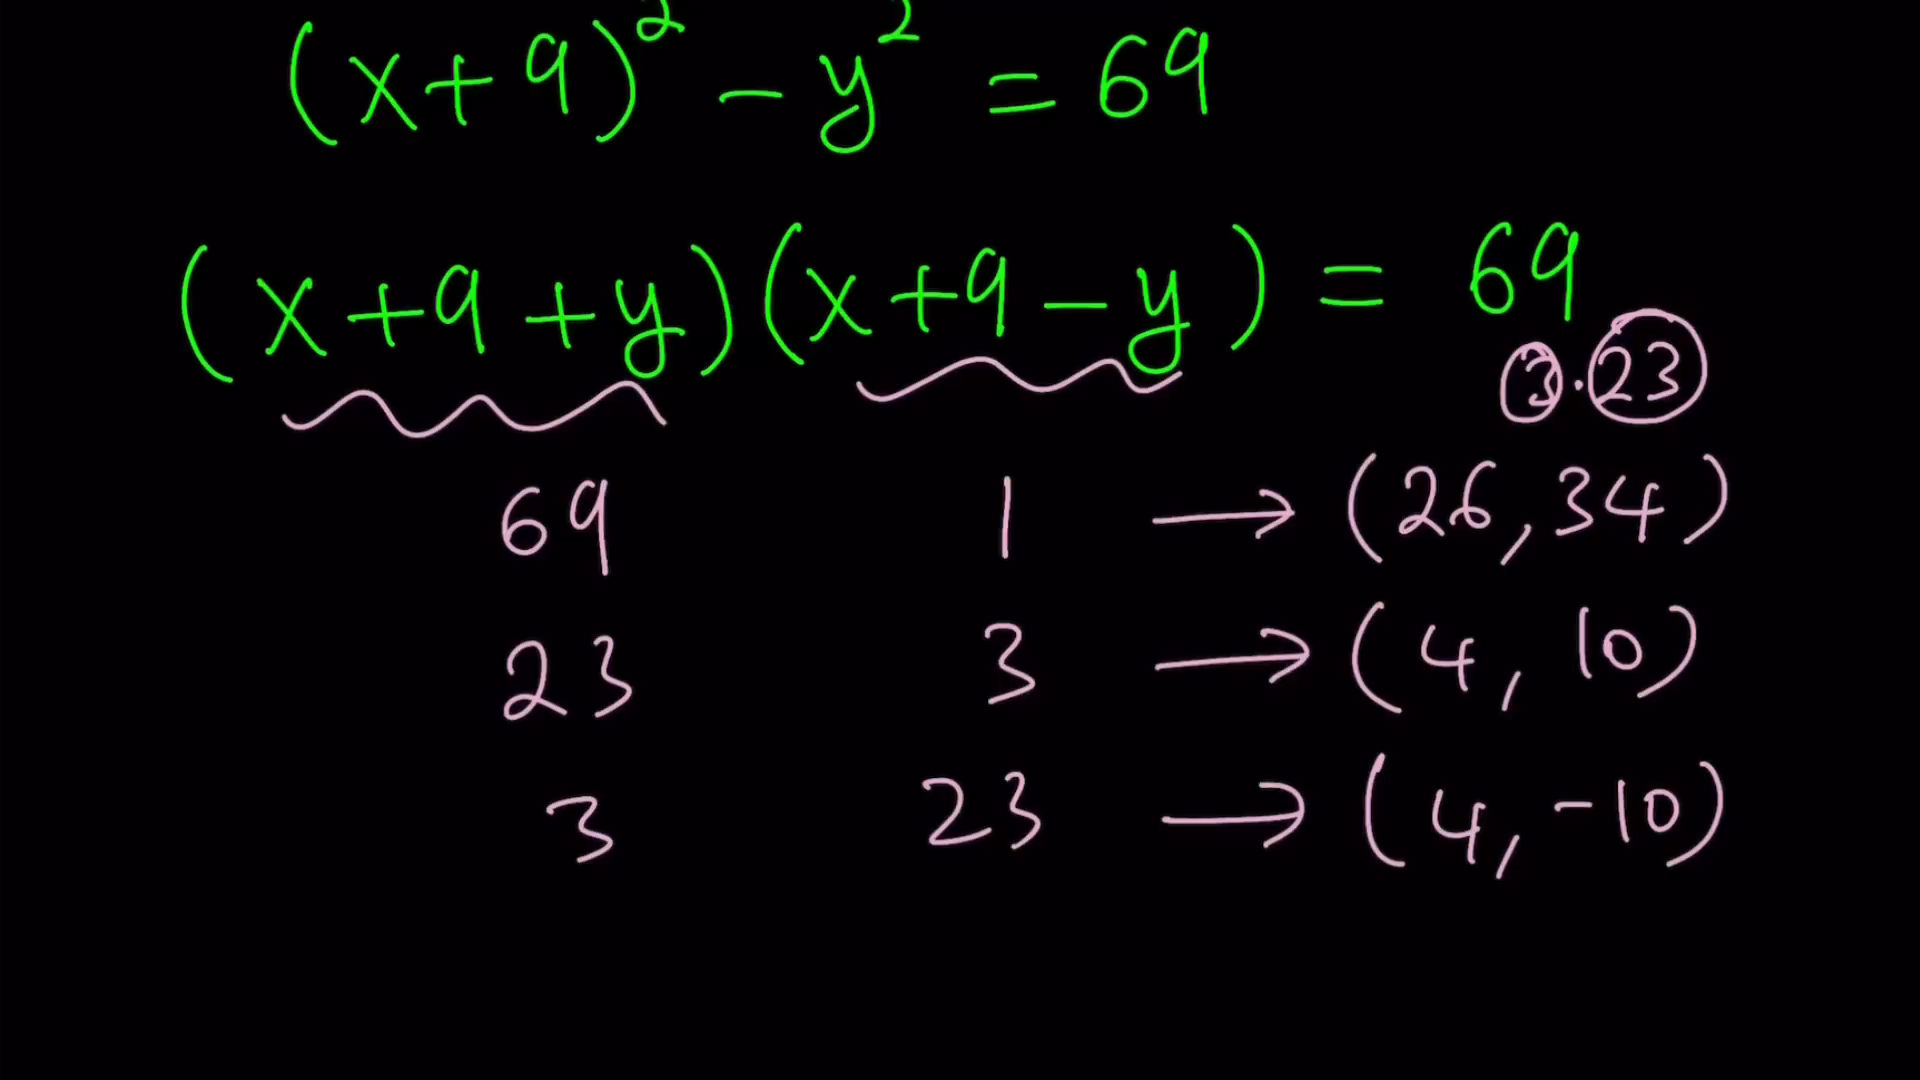 (x+9)² - y² = 69
(x+9+y)(x+9-y) = 69
3·23
69 1 → (26,34)
23 3 → (4, 10)
3 23 → (4, -10)